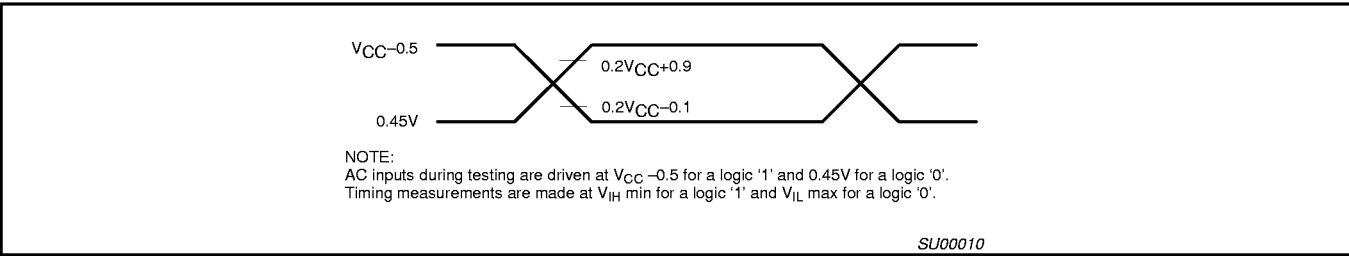 VCC–0.5
0.2VCC+0.9
0.2VCC–0.1
0.45V
NOTE:
AC inputs during testing are driven at VCC –0.5 for a logic ‘1’ and 0.45V for a logic ‘0’.
Timing measurements are made at VIH min for a logic ‘1’ and VIL max for a logic ‘0’.
SU00010